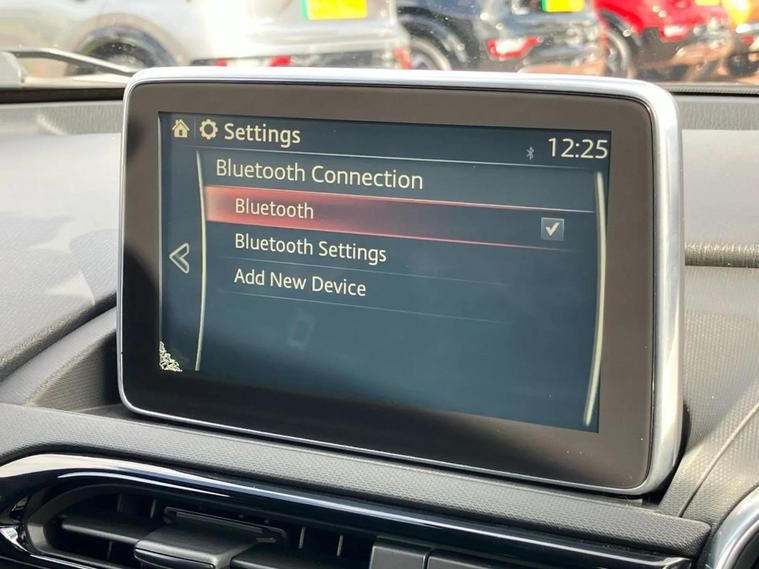 Settings
12:25
Bluetooth Connection
Bluetooth
Bluetooth Settings
Add New Device